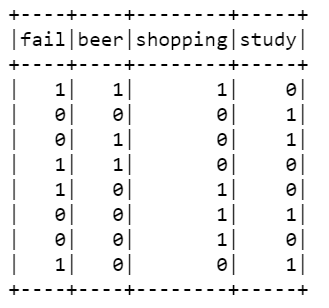 +----+----+--------+-----+
|fail|beer|shopping|study|
+----+----+--------+-----+
|   1|   1|       1|    0|
|   0|   0|       0|    1|
|   0|   1|       0|    1|
|   1|   1|       0|    0|
|   1|   0|       1|    0|
|   0|   0|       1|    1|
|   0|   0|       1|    0|
|   1|   0|       0|    1|
+----+----+--------+-----+